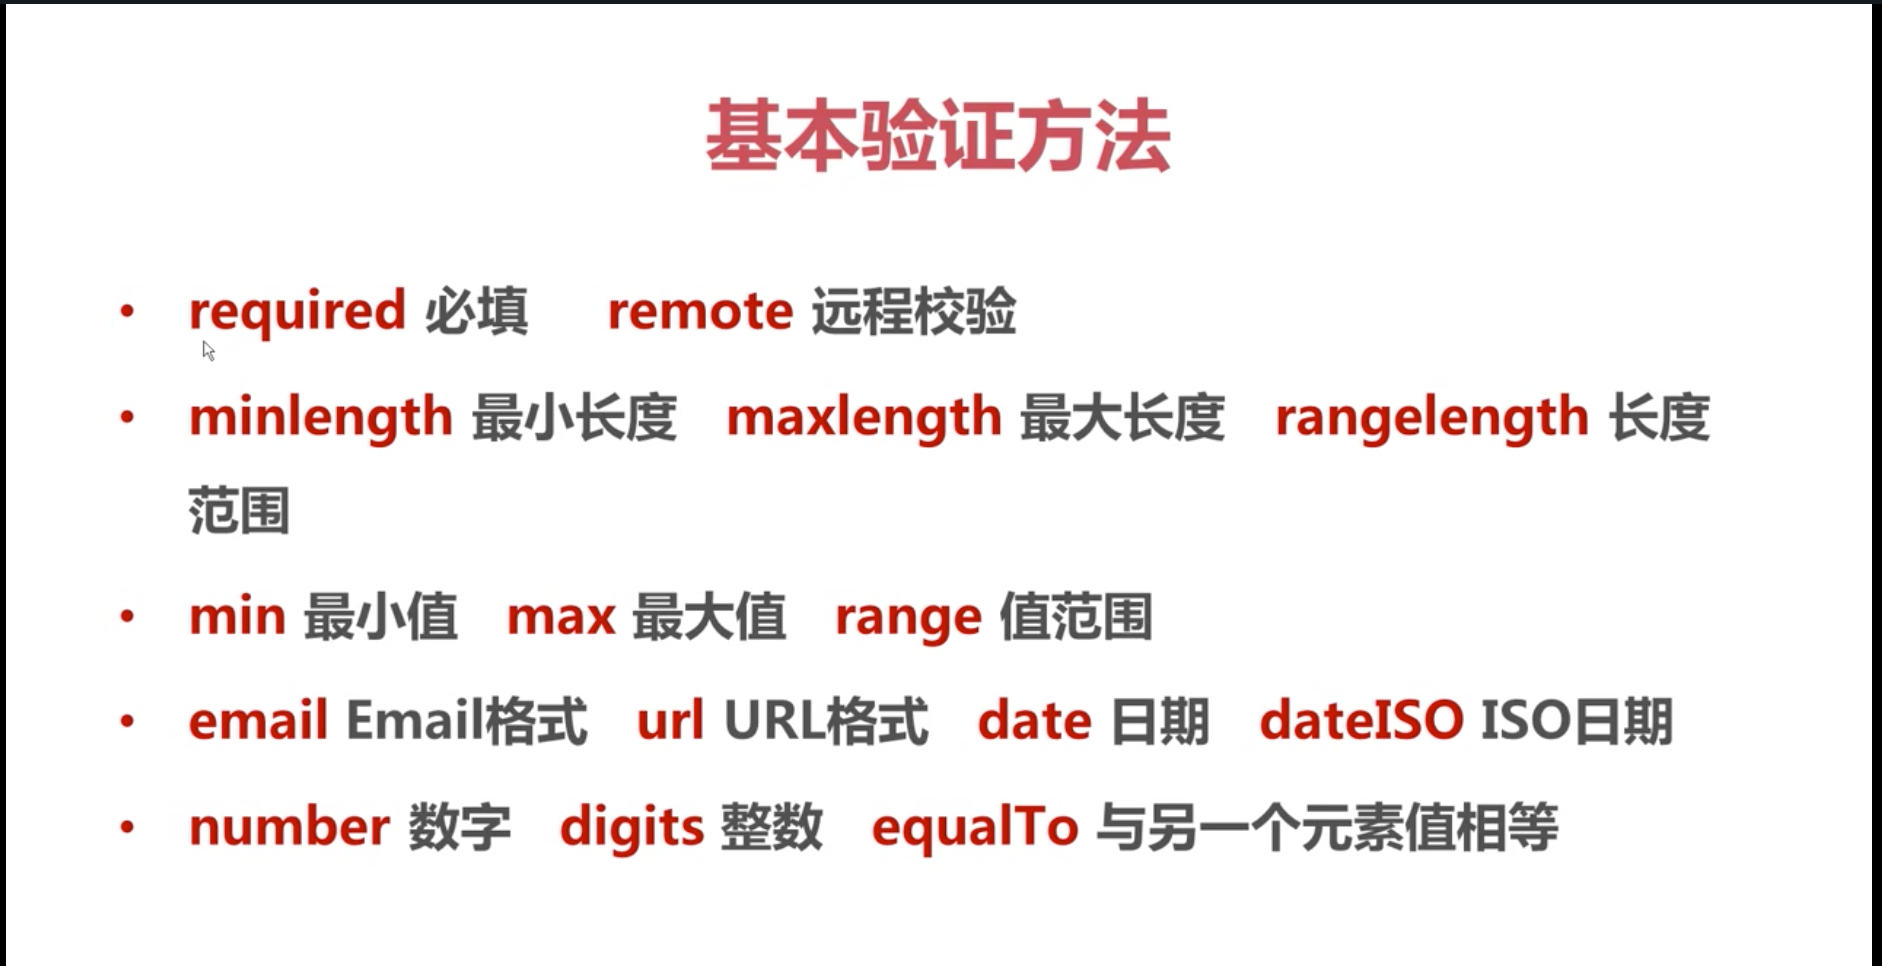 基本验证方法
• required 必填 remote 远程校验
• minlength 最小长度 maxlength 最大长度 rangelength 长度
范围
• min 最小值 max 最大值 range 值范围
• email Email格式 url URL格式 date 日期 dateISO ISO日期
• number 数字 digits 整数 equalTo 与另一个元素值相等